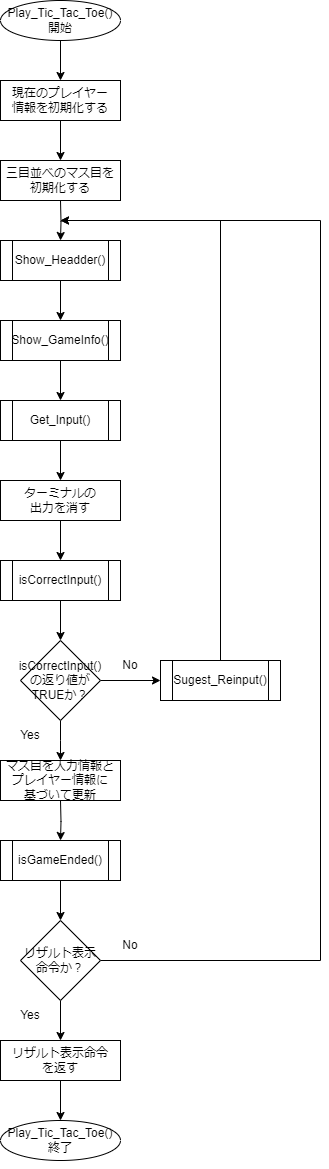 Play_Tic_Tac_Toe()
開始
現在のプレイヤー
情報を初期化する
三目並べのマス目を
初期化する
Show_Headder()
Show_GameInfo()
Get_Input()
ターミナルの
出力を消す
isCorrectInput()
isCorrectInput()
の返り値が
TRUEか？
No
Sugest_Reinput()
Yes
マス目を入力情報と
プレイヤー情報に
基づいて更新
isGameEnded()
リザルト表示
命令か？
No
Yes
リザルト表示命令
を返す
Play_Tic_Tac_Toe()
終了